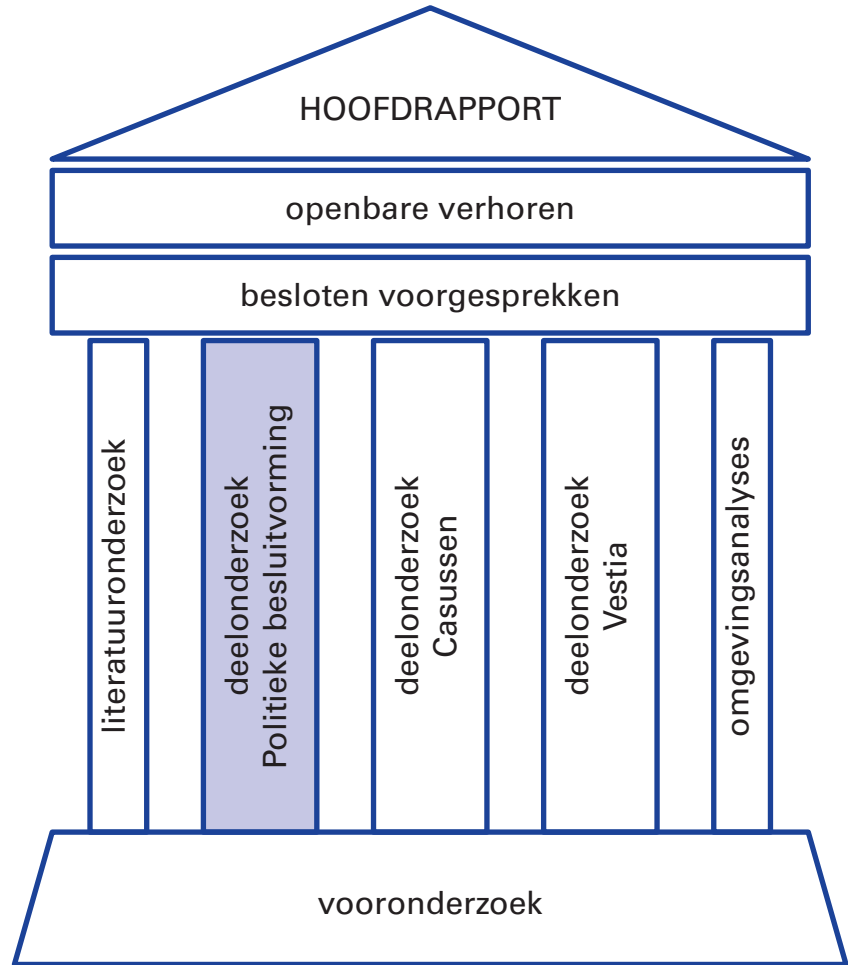 HOOFDRAPPORT
openbare verhoren
besloten voorgesprekken
literatuuronderzoek
deelonderzoek
Politieke besluitvorming
deelonderzoek
Casussen
deelonderzoek
Vestia
omgevingsanalyses
vooronderzoek